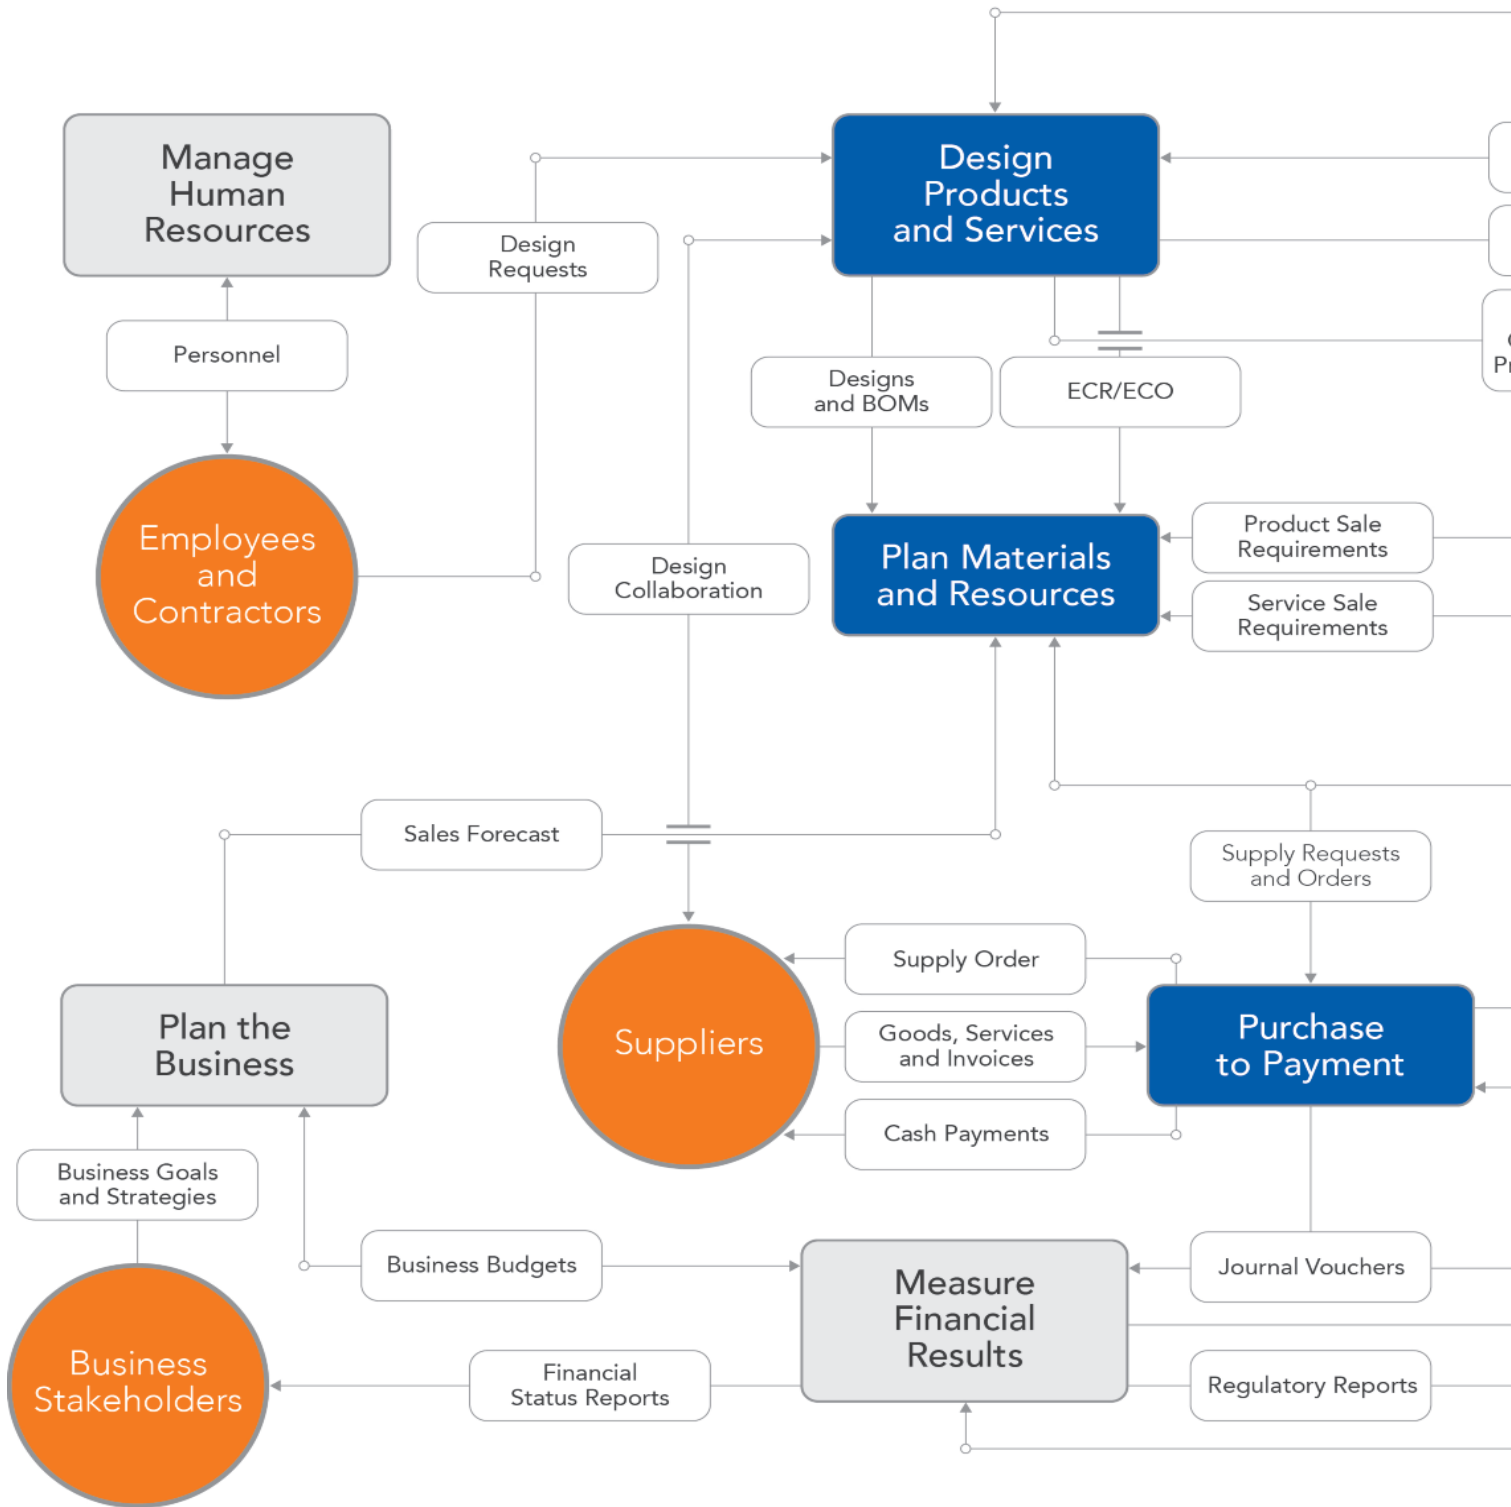 Manage
Human
Resources
Design
Products
and Services
Design
Requests
Personnel
Designs
and BOMs
ECR/ECO
Employees
and
Contractors
Design
Collaboration
Plan Materials
and Resources
Product Sale
Requirements
Service Sale
Requirements
Sales Forecast
Supply Requests
and Orders
Plan the
Business
Suppliers
Supply Order
Goods, Services
and Invoices
Cash Payments
Purchase
to Payment
Business Goals
and Strategies
Business Budgets
Measure
Financial
Results
Journal Vouchers
Business
Stakeholders
Financial
Status Reports
Regulatory Reports